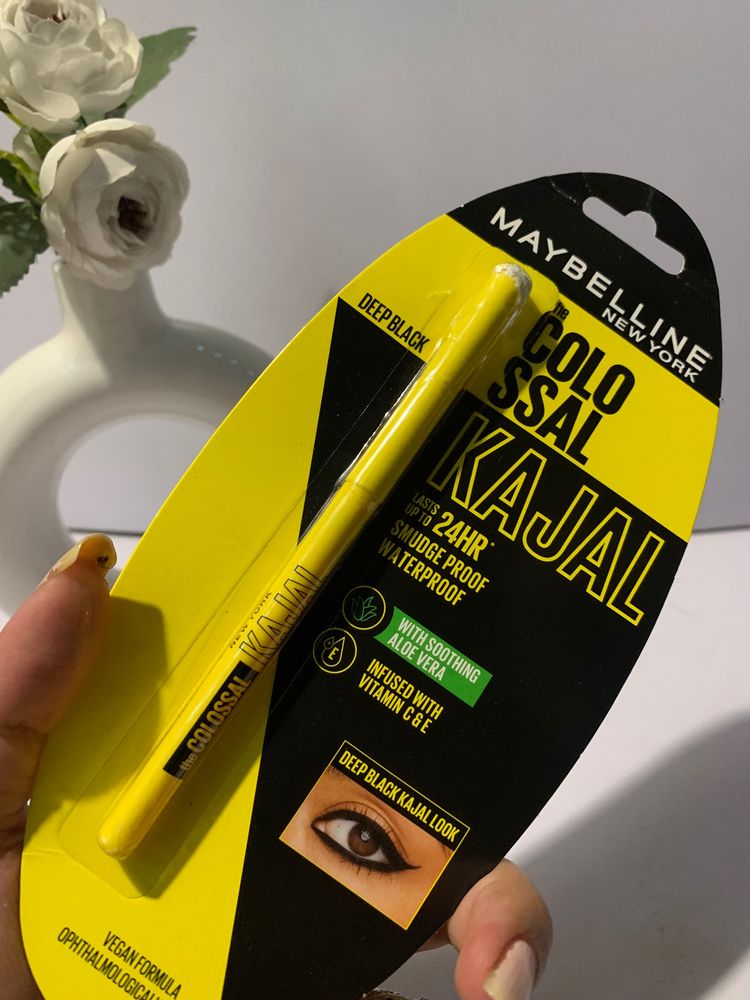 MAYBELLINE
NEW YORK
The
COLO
SSAL
KAJAL
DEEP BLACK
LASTS
UP TO 24HR*
SMUDGE PROOF
WATERPROOF
WITH SOOTHING
ALOE VERA
E
INFUSED WITH
VITAMIN C & E
NEW YORK
the COLOSSAL KAJAL
DEEP BLACK KAJAL LOOK
VEGAN FORMULA